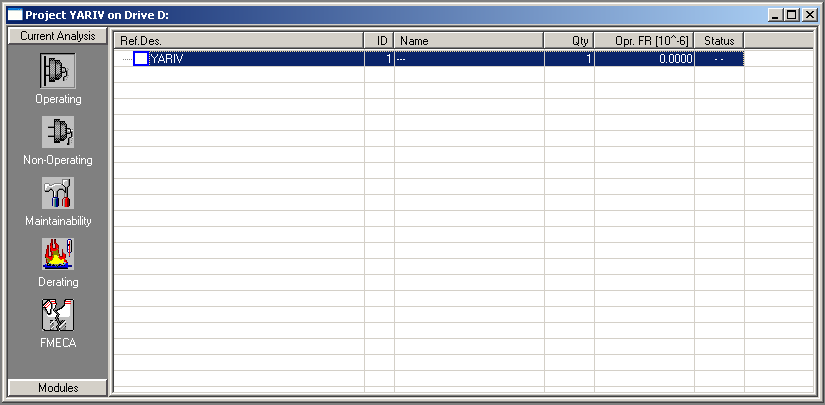 Project YARIV on Drive D:
Current Analysis
Operating
Non-Operating
Maintainability
Derating
FMECA
Modules
Ref.Des. ID Name Qty Opr. FR [10^-6] Status
YARIV 1 --- 1 0.0000 - -